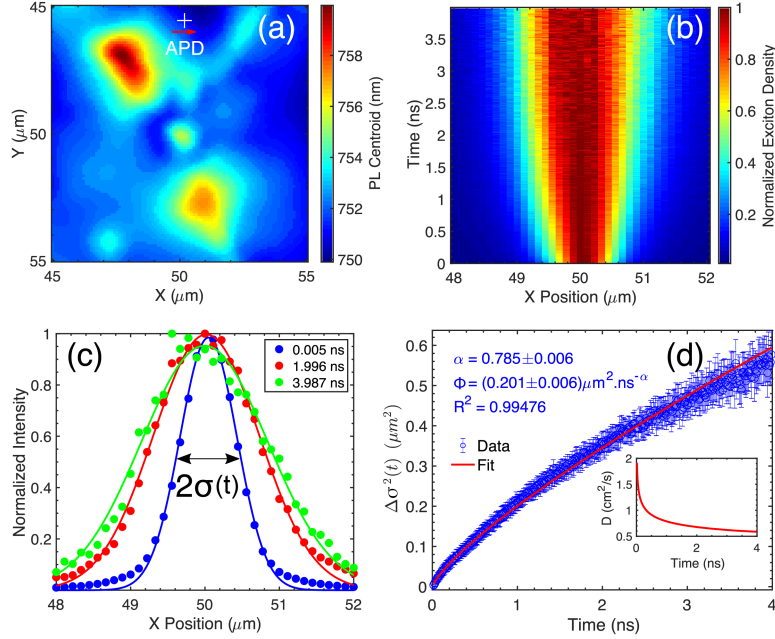 (a)
APD
45
50
55
Y (μm)
45
50
55
X (μm)
758
756
754
752
750
PL Centroid (nm)
(b)
4
3.5
3
2.5
2
1.5
1
0.5
0
Time (ns)
48
49
50
51
52
X Position (μm)
1
0.8
0.6
0.4
0.2
Normalized Exciton Density
(c)
1
0.8
0.6
0.4
0.2
Normalized Intensity
0.005 ns
1.996 ns
3.987 ns
2σ(t)
48
49
50
51
52
X Position (μm)
(d)
α = 0.785±0.006
Φ= (0.201±0.006)μm².ns⁻ᵅ
R² = 0.99476
Data
Fit
0.6
0.5
0.4
0.3
0.2
0.1
0
Δσ²(t) (μm²)
0
1
2
3
4
Time (ns)
2
1.5
1
0.5
D (cm²/s)
0
2
4
Time (ns)